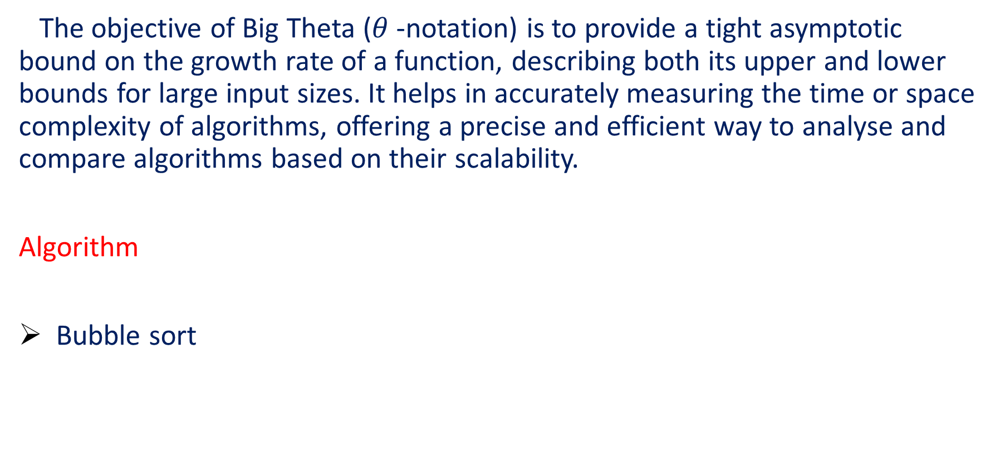 The objective of Big Theta (𝜃 -notation) is to provide a tight asymptotic
bound on the growth rate of a function, describing both its upper and lower
bounds for large input sizes. It helps in accurately measuring the time or space
complexity of algorithms, offering a precise and efficient way to analyse and
compare algorithms based on their scalability.
Algorithm
➢ Bubble sort